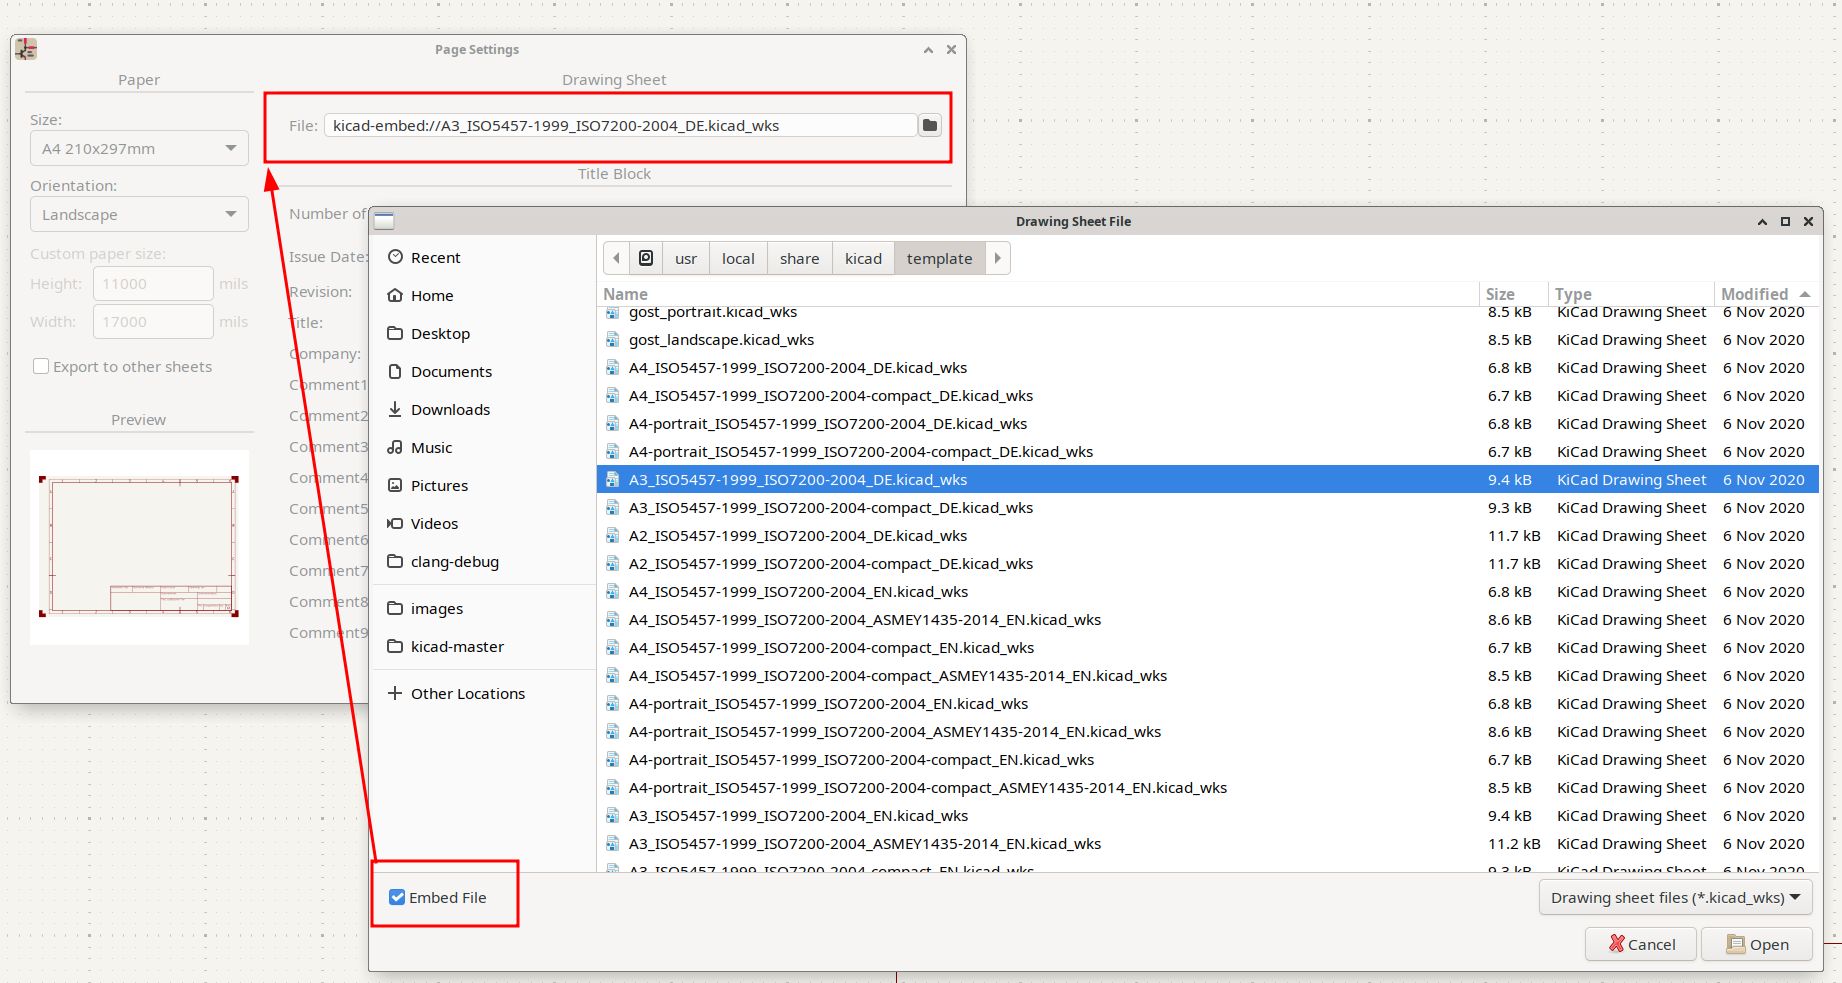 Page Settings
Paper
Drawing Sheet
Size:
File:
kicad-embed://A3_ISO5457-1999_ISO7200-2004_DE.kicad_wks
A4 210x297mm
Title Block
Orientation:
Landscape
Number of
Custom paper size:
Issue Date:
Height:
11000
mils
Revision:
Width:
17000
mils
Title:
Company:
Export to other sheets
Comment1
Comment2
Preview
Comment3
Comment4
Comment5
Comment6
Comment7
Comment8
Comment9
Drawing Sheet File
Recent
Home
Desktop
Documents
Downloads
Music
Pictures
Videos
clang-debug
images
kicad-master
Other Locations
usr
local
share
kicad
template
Name Size Type Modified
gost_portrait.kicad_wks 8.5 kB KiCad Drawing Sheet 6 Nov 2020
gost_landscape.kicad_wks 8.5 kB KiCad Drawing Sheet 6 Nov 2020
A4_ISO5457-1999_ISO7200-2004_DE.kicad_wks 6.8 kB KiCad Drawing Sheet 6 Nov 2020
A4_ISO5457-1999_ISO7200-2004-compact_DE.kicad_wks 6.7 kB KiCad Drawing Sheet 6 Nov 2020
A4-portrait_ISO5457-1999_ISO7200-2004_DE.kicad_wks 6.8 kB KiCad Drawing Sheet 6 Nov 2020
A4-portrait_ISO5457-1999_ISO7200-2004-compact_DE.kicad_wks 6.7 kB KiCad Drawing Sheet 6 Nov 2020
A3_ISO5457-1999_ISO7200-2004_DE.kicad_wks 9.4 kB KiCad Drawing Sheet 6 Nov 2020
A3_ISO5457-1999_ISO7200-2004-compact_DE.kicad_wks 9.3 kB KiCad Drawing Sheet 6 Nov 2020
A2_ISO5457-1999_ISO7200-2004_DE.kicad_wks 11.7 kB KiCad Drawing Sheet 6 Nov 2020
A2_ISO5457-1999_ISO7200-2004-compact_DE.kicad_wks 11.7 kB KiCad Drawing Sheet 6 Nov 2020
A4_ISO5457-1999_ISO7200-2004_EN.kicad_wks 6.8 kB KiCad Drawing Sheet 6 Nov 2020
A4_ISO5457-1999_ISO7200-2004_ASMEY1435-2014_EN.kicad_wks 8.6 kB KiCad Drawing Sheet 6 Nov 2020
A4_ISO5457-1999_ISO7200-2004-compact_EN.kicad_wks 6.7 kB KiCad Drawing Sheet 6 Nov 2020
A4_ISO5457-1999_ISO7200-2004-compact_ASMEY1435-2014_EN.kicad_wks 8.5 kB KiCad Drawing Sheet 6 Nov 2020
A4-portrait_ISO5457-1999_ISO7200-2004_EN.kicad_wks 6.8 kB KiCad Drawing Sheet 6 Nov 2020
A4-portrait_ISO5457-1999_ISO7200-2004_ASMEY1435-2014_EN.kicad_wks 8.6 kB KiCad Drawing Sheet 6 Nov 2020
A4-portrait_ISO5457-1999_ISO7200-2004-compact_EN.kicad_wks 6.7 kB KiCad Drawing Sheet 6 Nov 2020
A4-portrait_ISO5457-1999_ISO7200-2004-compact_ASMEY1435-2014_EN.kicad_wks 8.5 kB KiCad Drawing Sheet 6 Nov 2020
A3_ISO5457-1999_ISO7200-2004_EN.kicad_wks 9.4 kB KiCad Drawing Sheet 6 Nov 2020
A3_ISO5457-1999_ISO7200-2004_ASMEY1435-2014_EN.kicad_wks 11.2 kB KiCad Drawing Sheet 6 Nov 2020
A3_ISO5457-1999_ISO7200-2004-compact_EN.kicad_wks 9.3 kB KiCad Drawing Sheet 6 Nov 2020
Embed File
Drawing sheet files (*.kicad_wks)
Cancel
Open